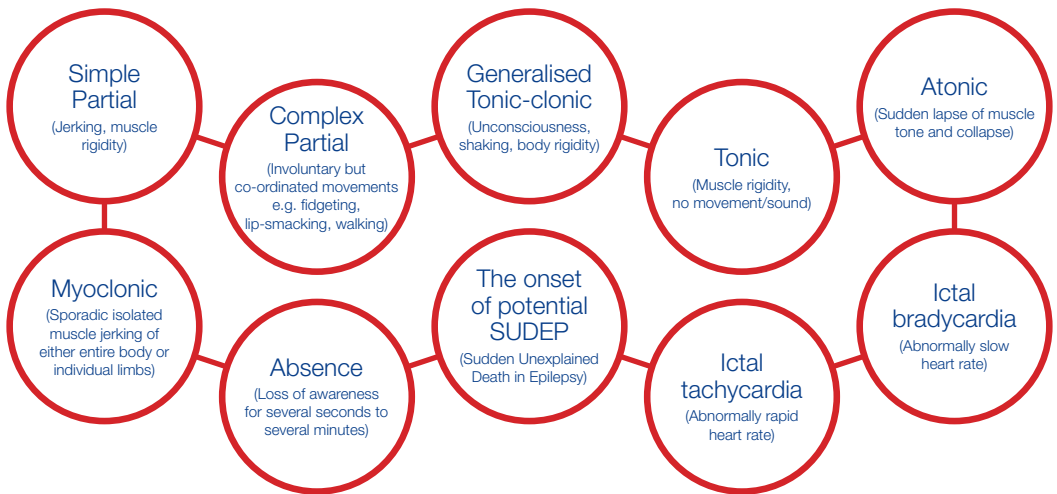 Simple
Partial
(Jerking, muscle
rigidity)
Complex
Partial
(Involuntary but
co-ordinated movements
e.g. fidgeting,
lip-smacking, walking)
Generalised
Tonic-clonic
(Unconsciousness,
shaking, body rigidity)
Tonic
(Muscle rigidity,
no movement/sound)
Atonic
(Sudden lapse of muscle
tone and collapse)
Myoclonic
(Sporadic isolated
muscle jerking of
either entire body or
individual limbs)
Absence
(Loss of awareness
for several seconds to
several minutes)
The onset
of potential
SUDEP
(Sudden Unexplained
Death in Epilepsy)
Ictal
tachycardia
(Abnormally rapid
heart rate)
Ictal
bradycardia
(Abnormally slow
heart rate)